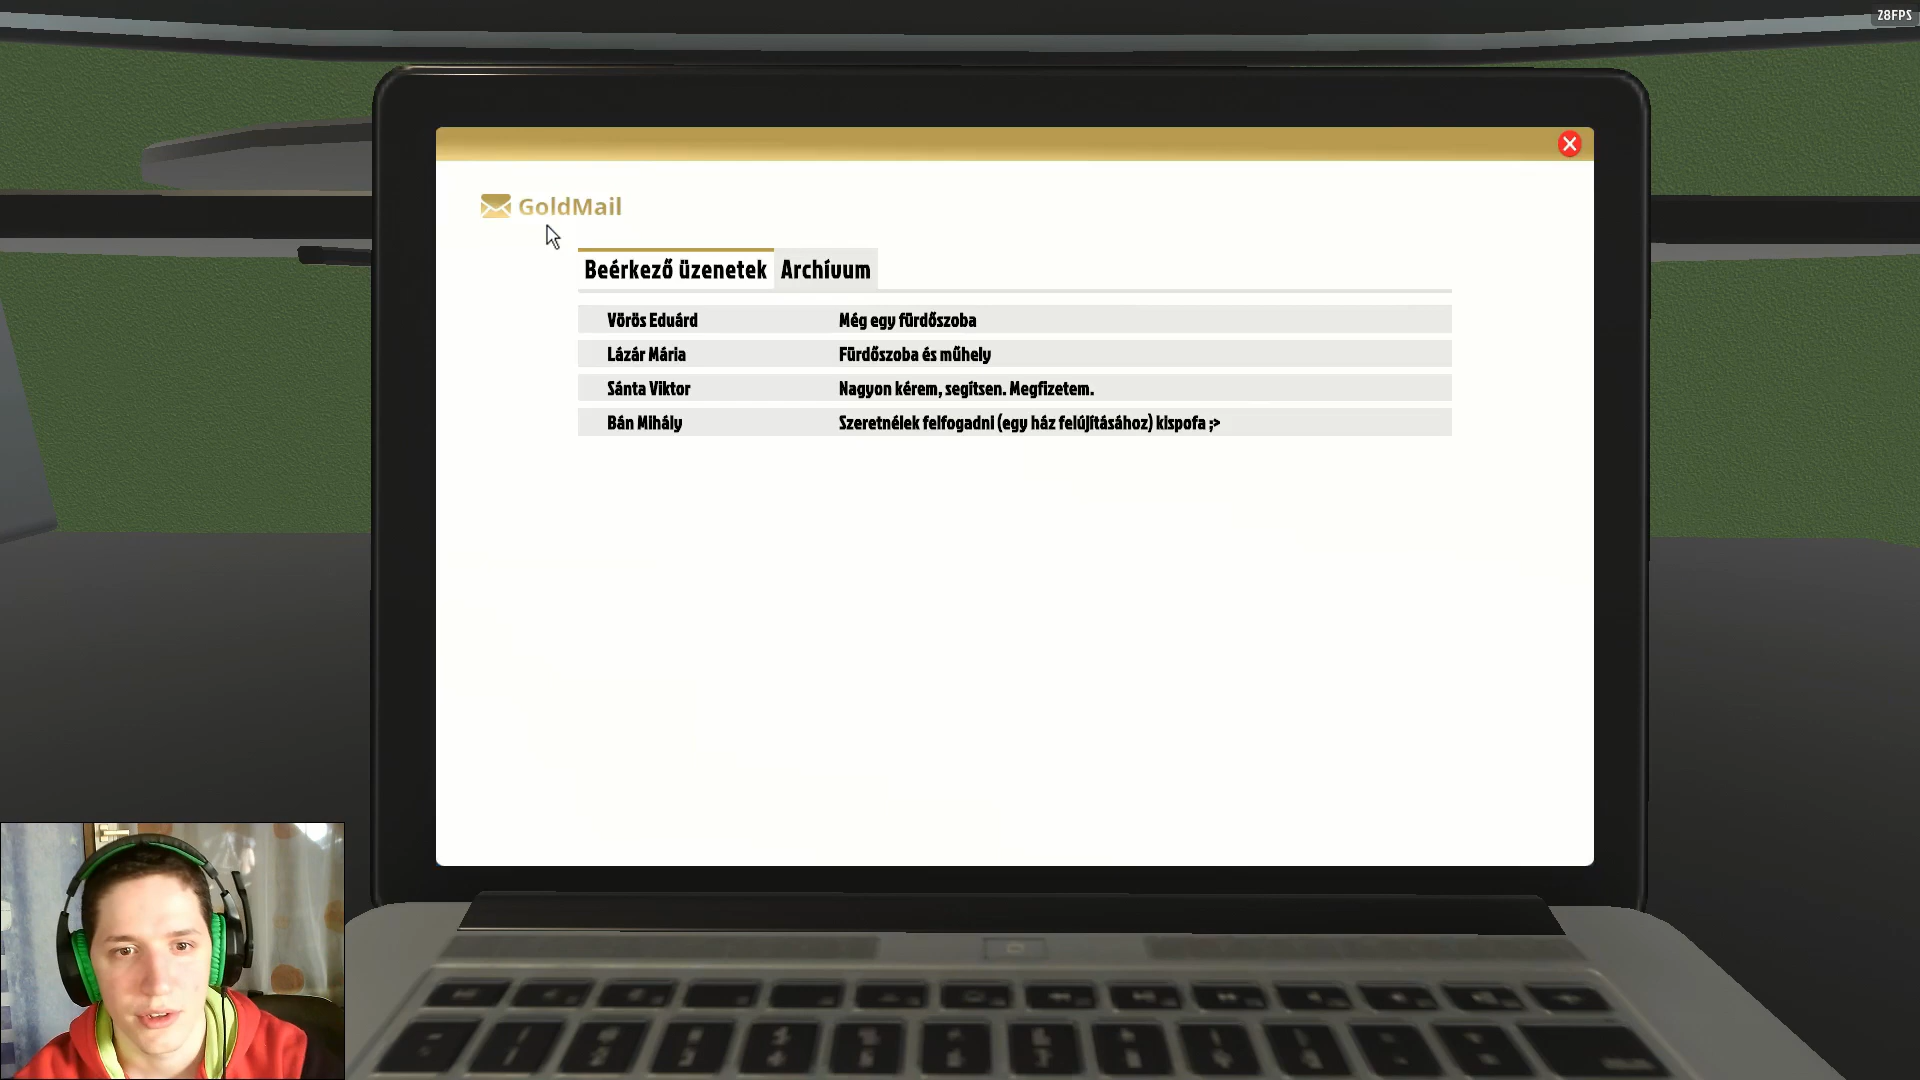 28FPS
GoldMail
Beérkező üzenetek Archívum
Vörös Eduárd Még egy fürdőszoba
Lázár Mária Fürdőszoba és műhely
Sánta Viktor Nagyon kérem, segítsen. Megfizetem.
Bán Mihály Szeretnélek felfogadni (egy ház felújításához) kispofa ;>